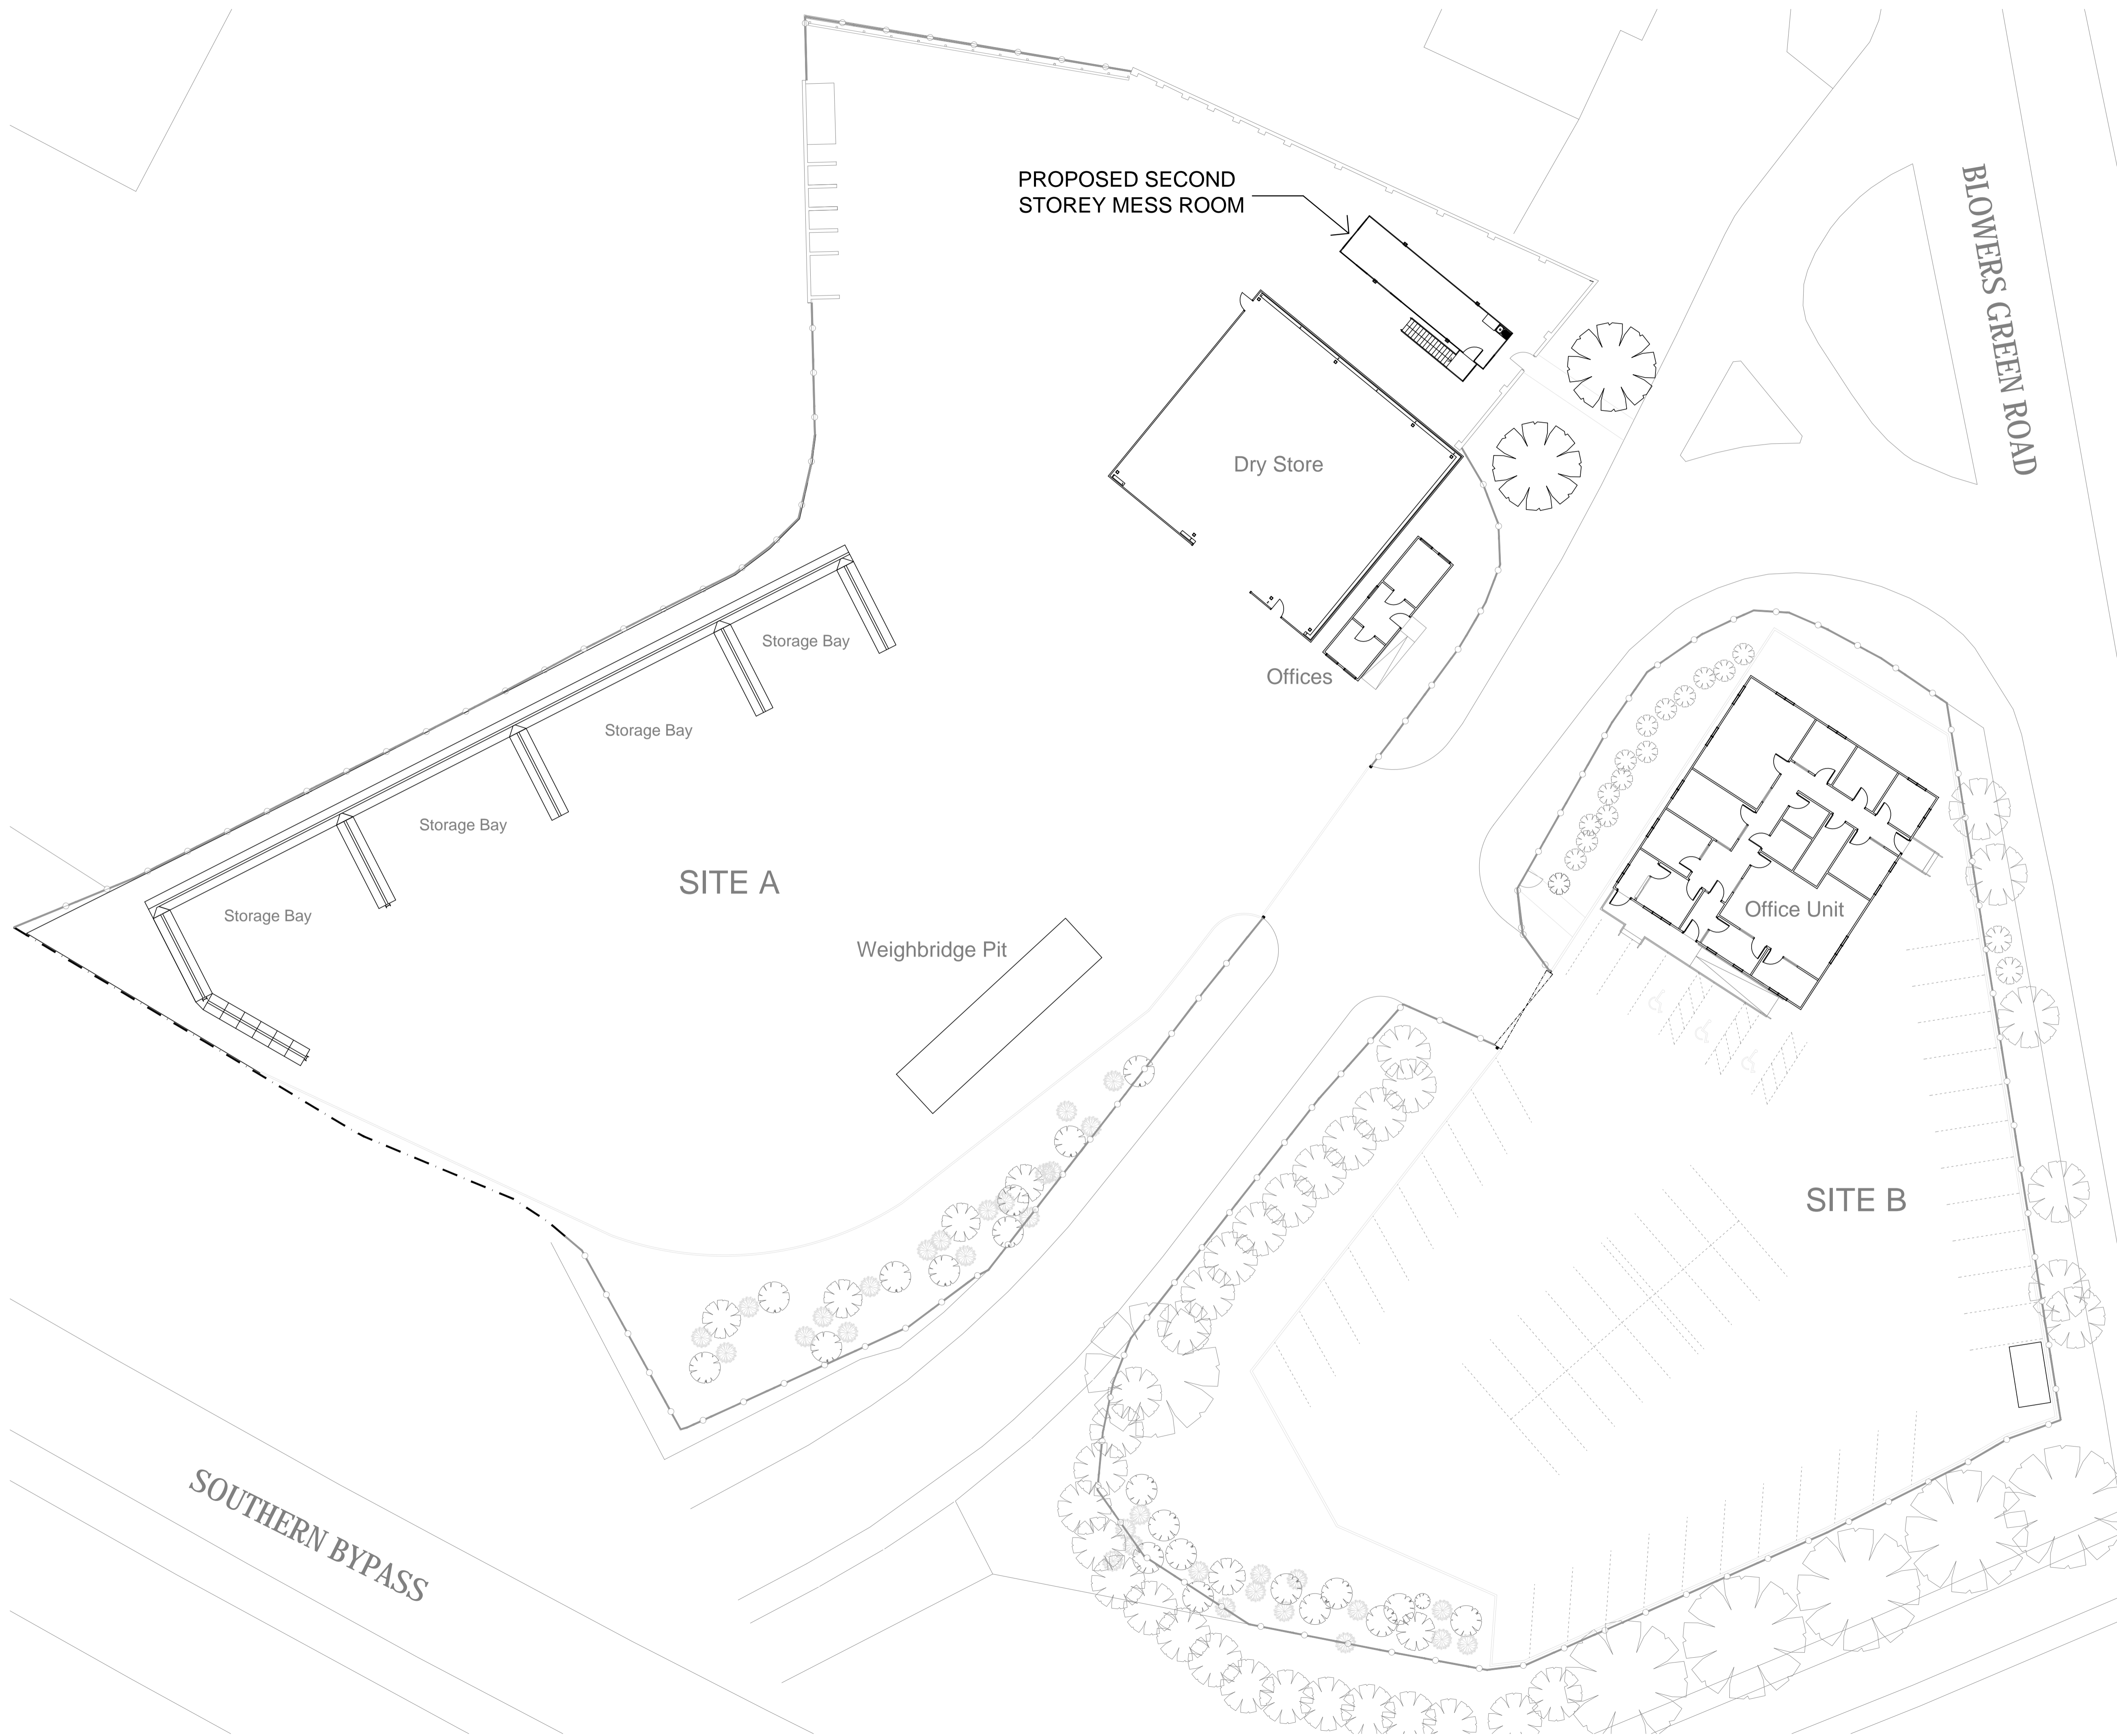 PROPOSED SECOND
STOREY MESS ROOM
BLOWERS GREEN ROAD
Dry Store
Storage Bay
Offices
Storage Bay
Storage Bay
SITE A
Storage Bay
Office Unit
Weighbridge Pit
SITE B
SOUTHERN BYPASS